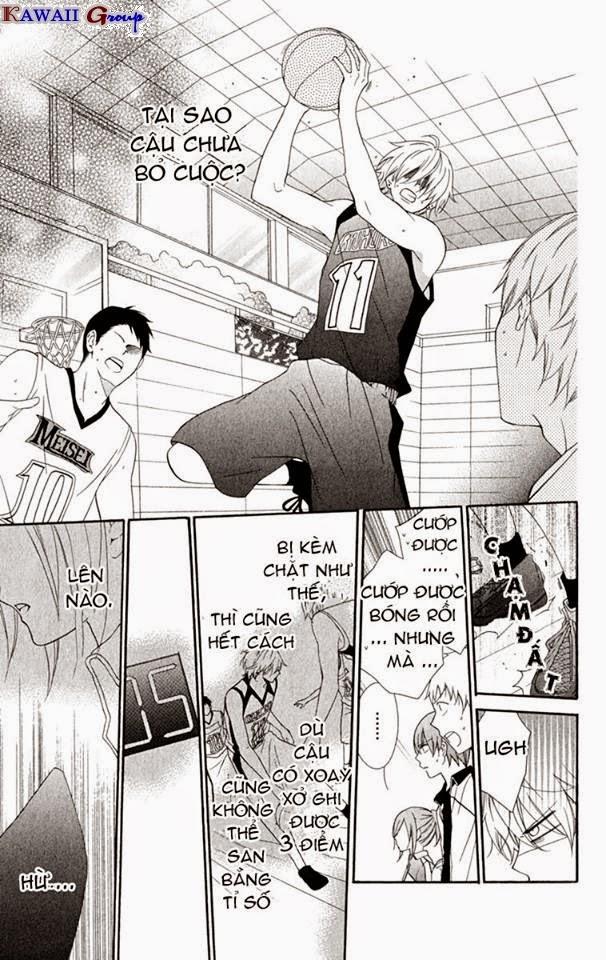 KAWAII Group
TẠI SAO
CẬU CHƯA
BỎ CUỘC?
11
MEISEI
10
CHẠM ĐẤT
UGH
CƯỚP
ĐƯỢC
.....
CƯỚP ĐƯỢC
BÓNG RỒI
... NHƯNG
MÀ ...
......
BỊ KÈM
CHẶT NHƯ
THẾ,
THÌ CŨNG
HẾT CÁCH
DÙ
CẬU
CÓ XOAY
XỞ GHI
ĐƯỢC
3 ĐIỂM
CŨNG
KHÔNG
THỂ
SAN
BẰNG
TỈ SỐ
15
LÊN
NÀO.
HỪ....